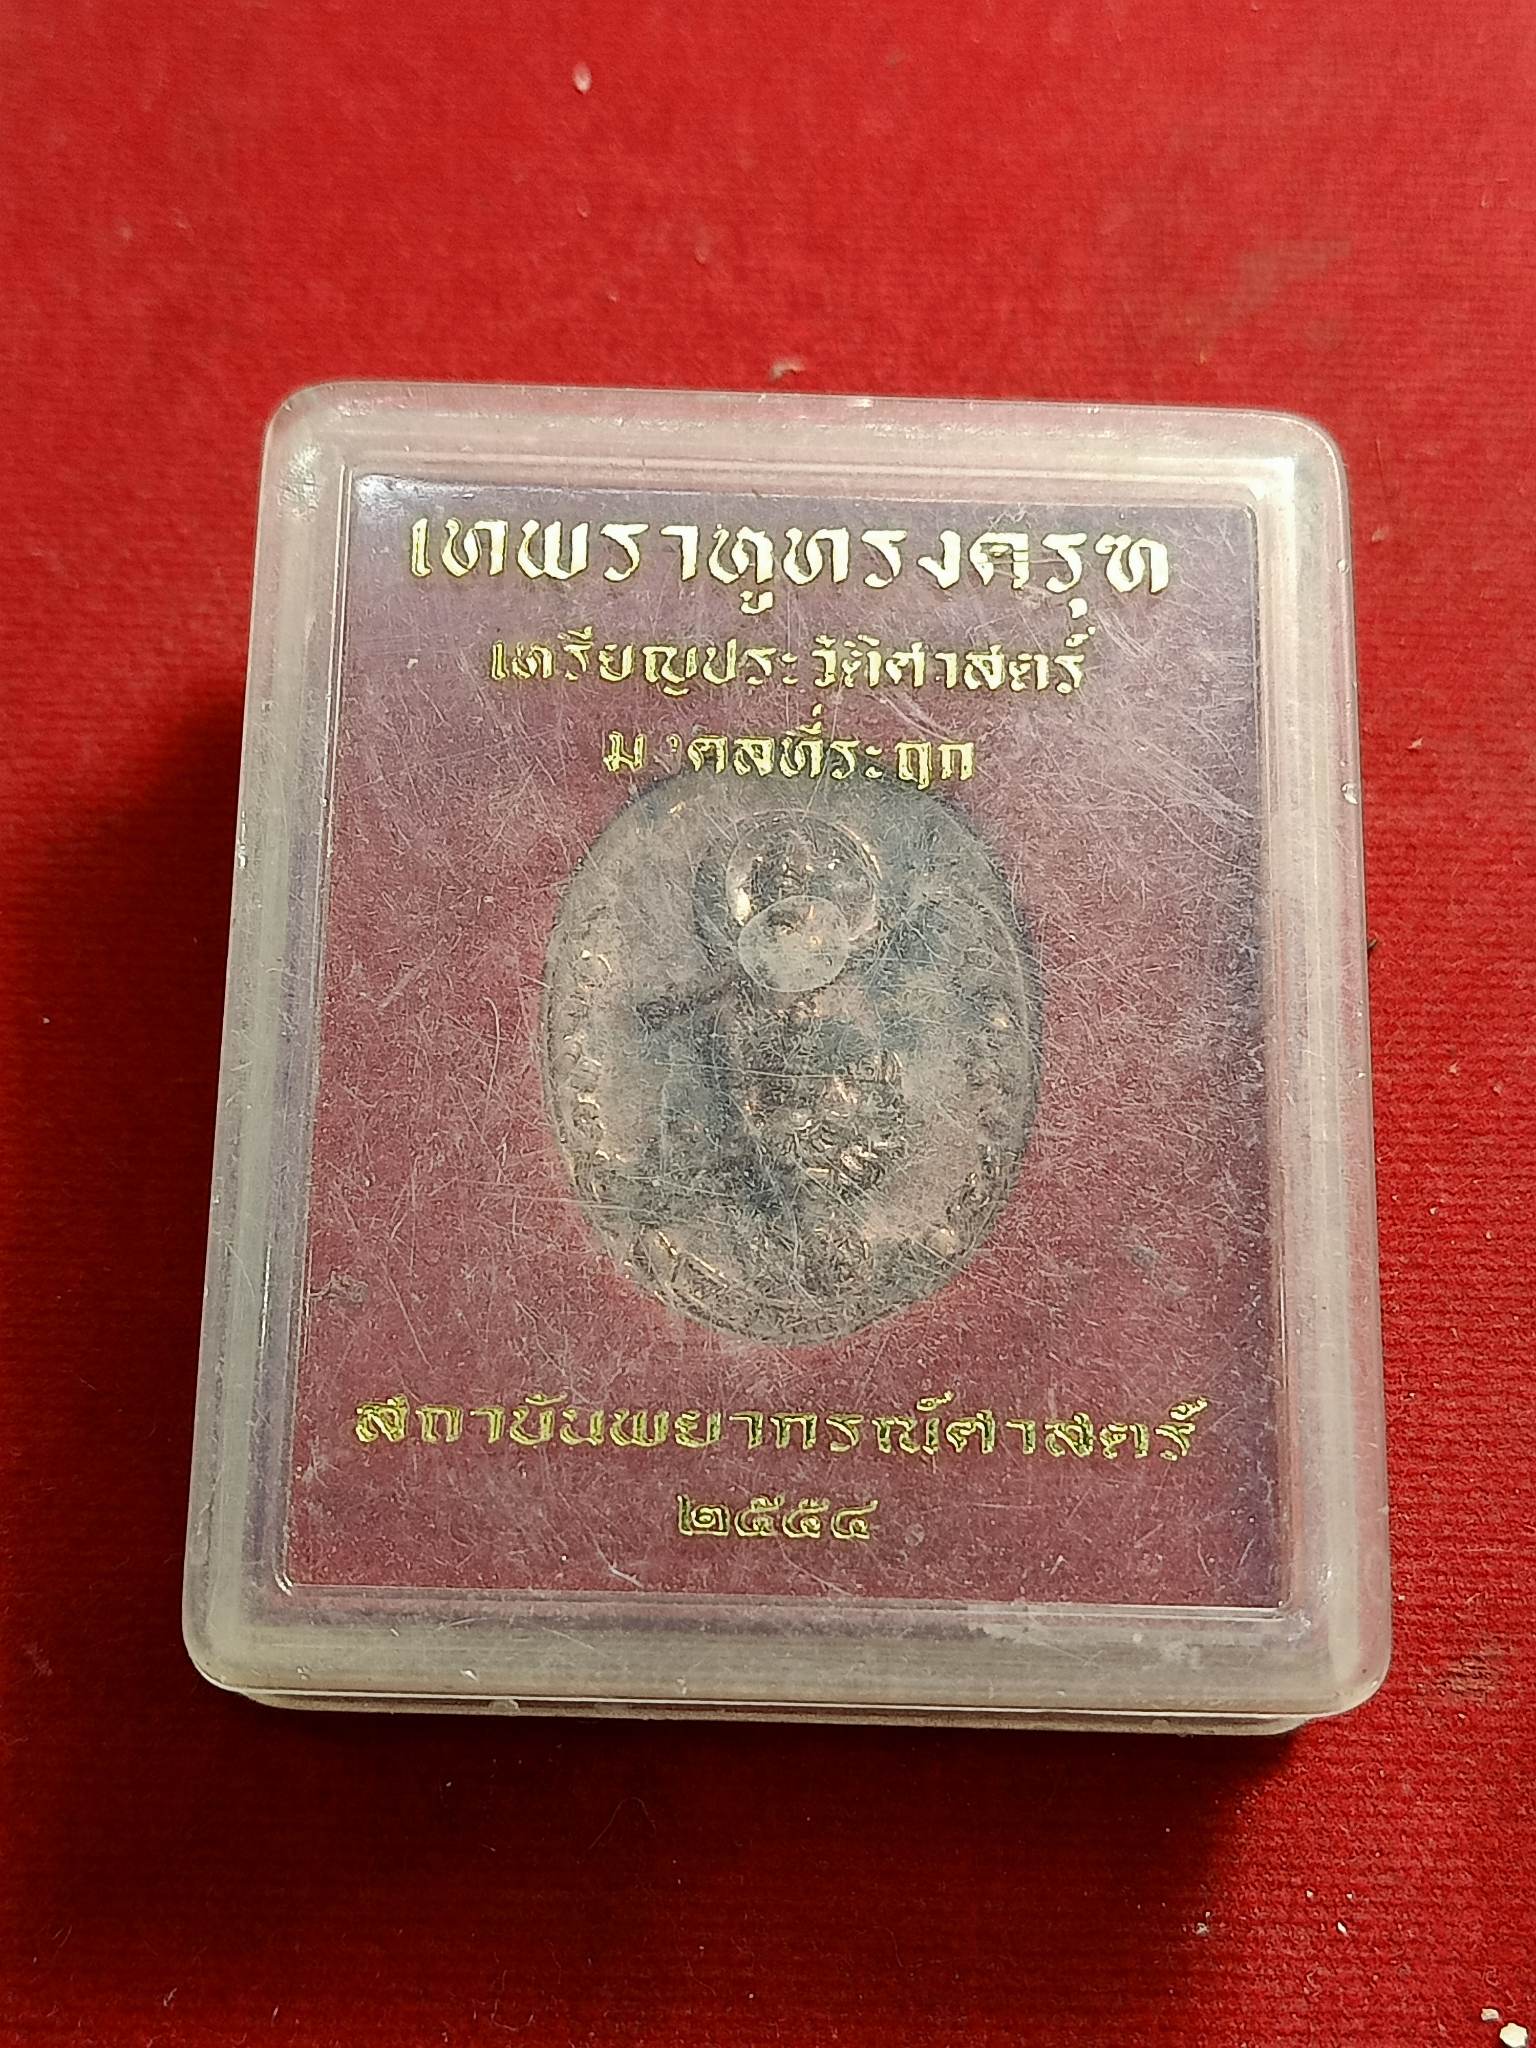 เทพราหูทรงครุฑ
เหรียญประวัติศาสตร์
มงคลที่ระฤก
สถาบันพยากรณ์ศาสตร์
๒๕๕๔